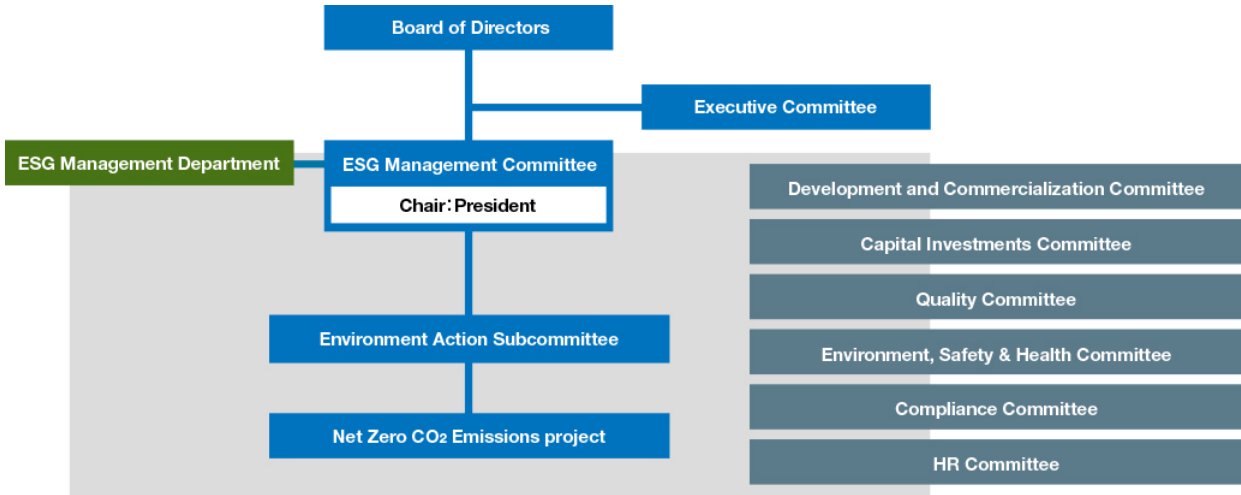 Board of Directors
Executive Committee
ESG Management Department
ESG Management Committee
Chair:President
Development and Commercialization Committee
Capital Investments Committee
Quality Committee
Environment Action Subcommittee
Environment, Safety & Health Committee
Compliance Committee
Net Zero CO₂ Emissions project
HR Committee